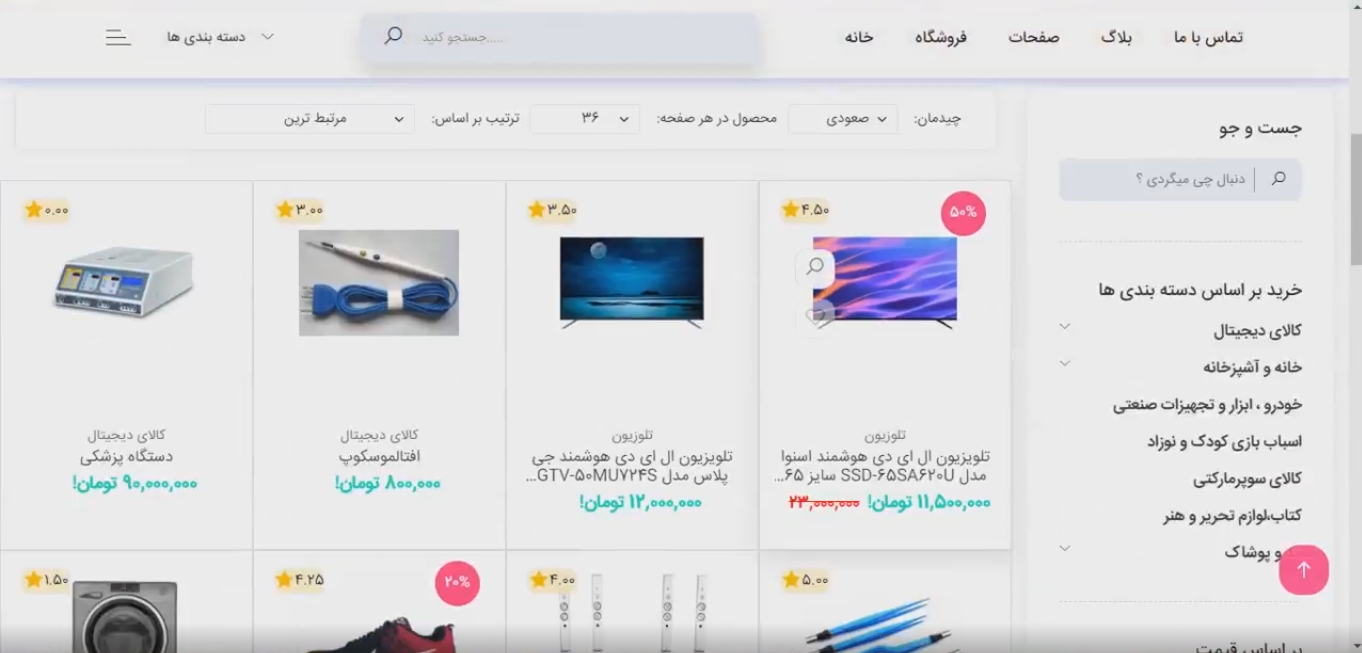 تماس با ما
بلاگ
صفحات
فروشگاه
خانه
جستجو کنید.....
دسته بندی ها
چیدمان:
صعودی
محصول در هر صفحه:
۳۶
ترتیب بر اساس:
مرتبط ترین
جست و جو
دنبال چی میگردی ؟
خرید بر اساس دسته بندی ها
کالای دیجیتال
خانه و آشپزخانه
خودرو ، ابزار و تجهیزات صنعتی
اسباب بازی کودک و نوزاد
کالای سوپرمارکتی
کتاب،لوازم تحریر و هنر
و پوشاک
بر اساس قیمت
۵۰%
۴.۵۰
تلوزیون
تلویزیون ال ای دی هوشمند اسنوا
مدل SSD-۶۵SA۶۲۰U سایز ۶۵...
۱۱,۵۰۰,۰۰۰ تومان! ۲۳,۰۰۰,۰۰۰
۳.۵۰
تلوزیون
تلویزیون ال ای دی هوشمند جی
پلاس مدل GTV-۵۰MU۷۲۴S...
۱۲,۰۰۰,۰۰۰ تومان!
۳.۰۰
کالای دیجیتال
افتالموسکوپ
۸۰۰,۰۰۰ تومان!
۰.۰۰
کالای دیجیتال
دستگاه پزشکی
۹۰,۰۰۰,۰۰۰ تومان!
۵.۰۰
۴.۰۰
۲۰%
۴.۲۵
۱.۵۰